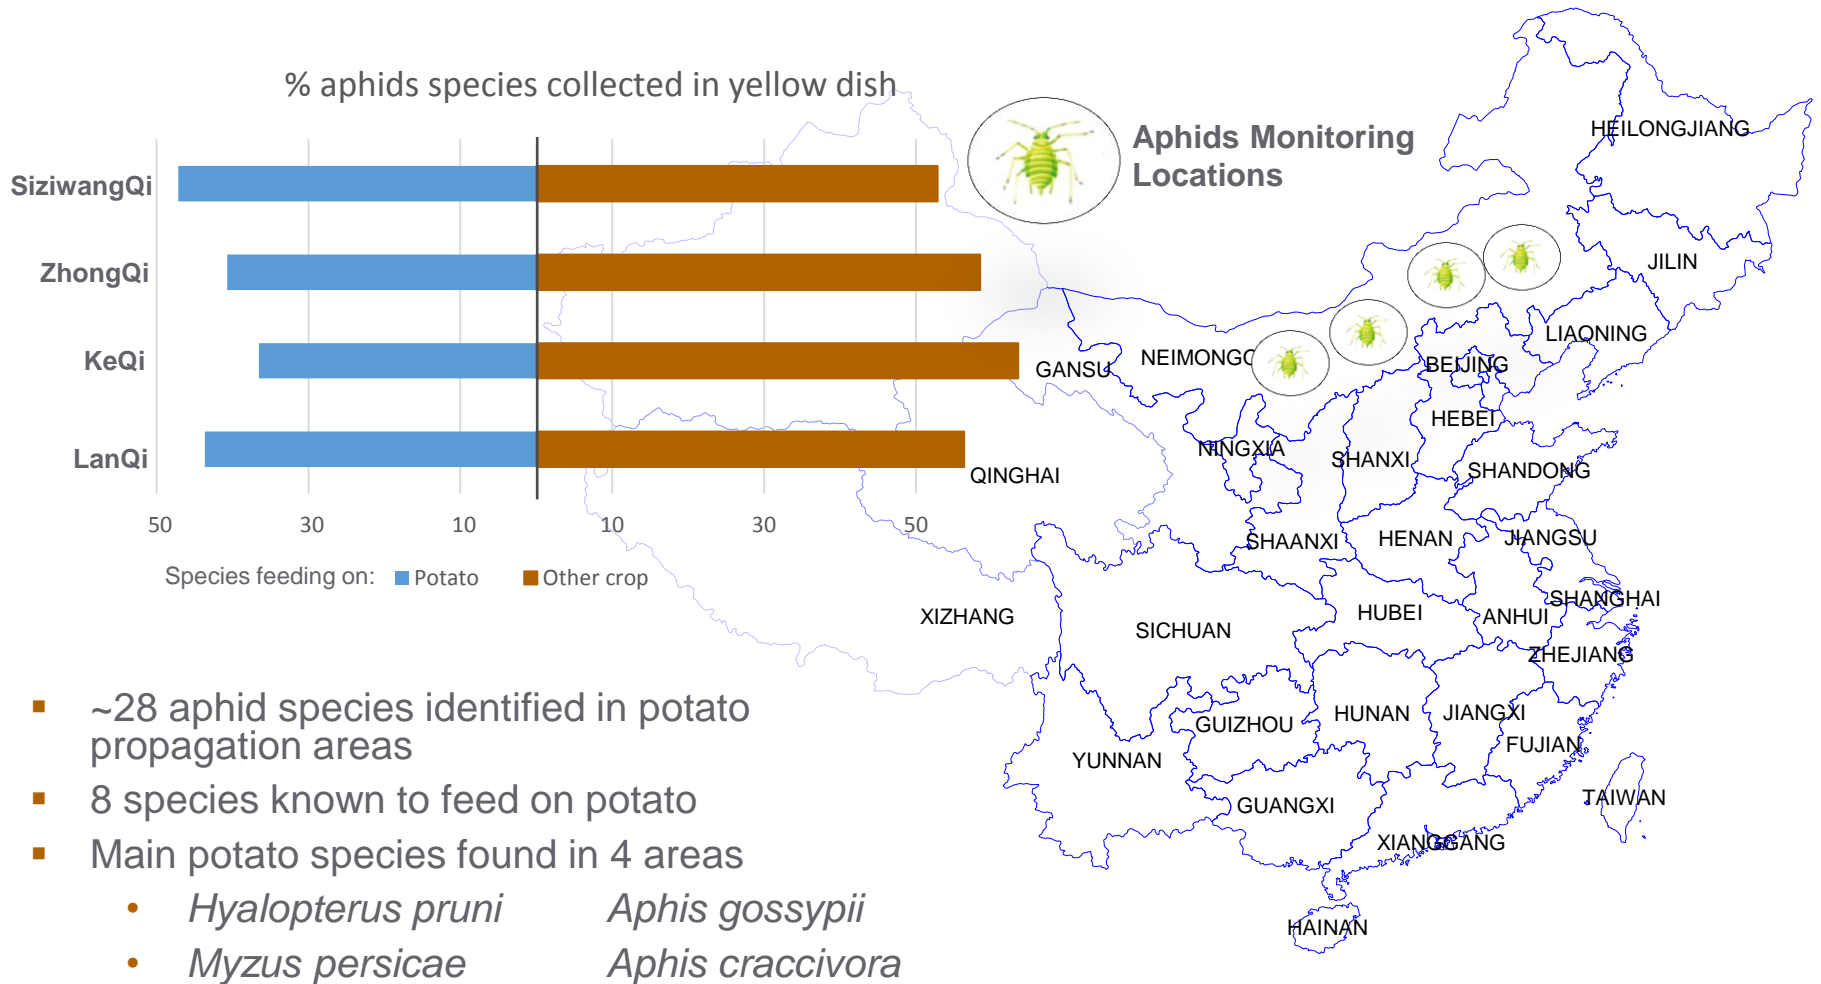 % aphids species collected in yellow dish
SiziwangQi
ZhongQi
KeQi
LanQi
50 30 10 10 30 50
Species feeding on: Potato Other crop
Aphids Monitoring
Locations
HEILONGJIANG
JILIN
LIAONING
NEIMONGO
GANSU
BEIJING
HEBEI
NINGXIA
SHANXI
SHANDONG
QINGHAI
SHAANXI
HENAN
JIANGSU
SHANGHAI
XIZHANG
SICHUAN
HUBEI
ANHUI
ZHEJIANG
GUIZHOU
HUNAN
JIANGXI
FUJIAN
YUNNAN
GUANGXI
TAIWAN
XIANGGANG
HAINAN
▪ ~28 aphid species identified in potato
propagation areas
▪ 8 species known to feed on potato
▪ Main potato species found in 4 areas
• Hyalopterus pruni Aphis gossypii
• Myzus persicae Aphis craccivora